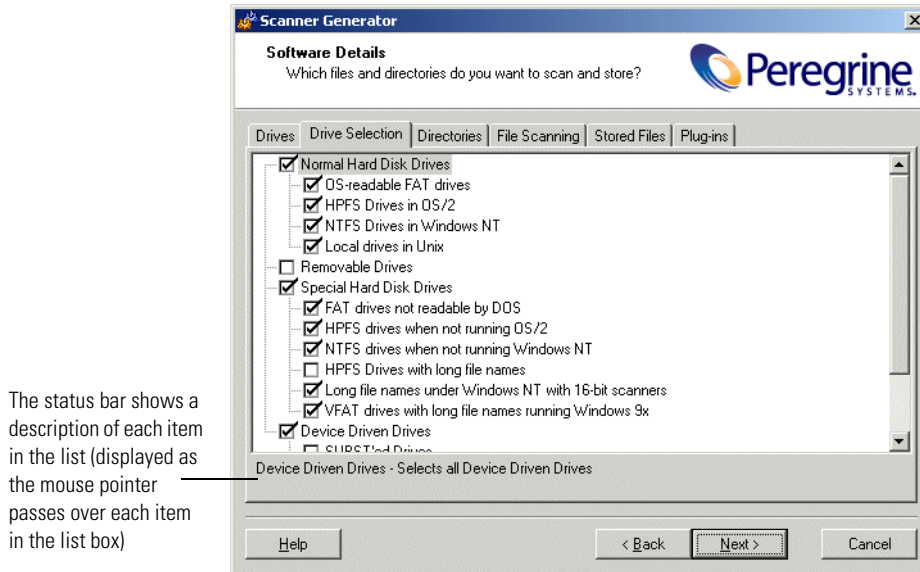 Scanner Generator
Software Details
Which files and directories do you want to scan and store?
Peregrine
SYSTEMS.
Drives
Drive Selection
Directories
File Scanning
Stored Files
Plug-ins
Normal Hard Disk Drives
OS-readable FAT drives
HPFS Drives in OS/2
NTFS Drives in Windows NT
Local drives in Unix
Removable Drives
Special Hard Disk Drives
FAT drives not readable by DOS
HPFS drives when not running OS/2
NTFS drives when not running Windows NT
HPFS Drives with long file names
Long file names under Windows NT with 16-bit scanners
VFAT drives with long file names running Windows 9x
Device Driven Drives
SUBST'ed Drives
Device Driven Drives - Selects all Device Driven Drives
The status bar shows a
description of each item
in the list (displayed as
the mouse pointer
passes over each item
in the list box)
Help
< Back
Next >
Cancel